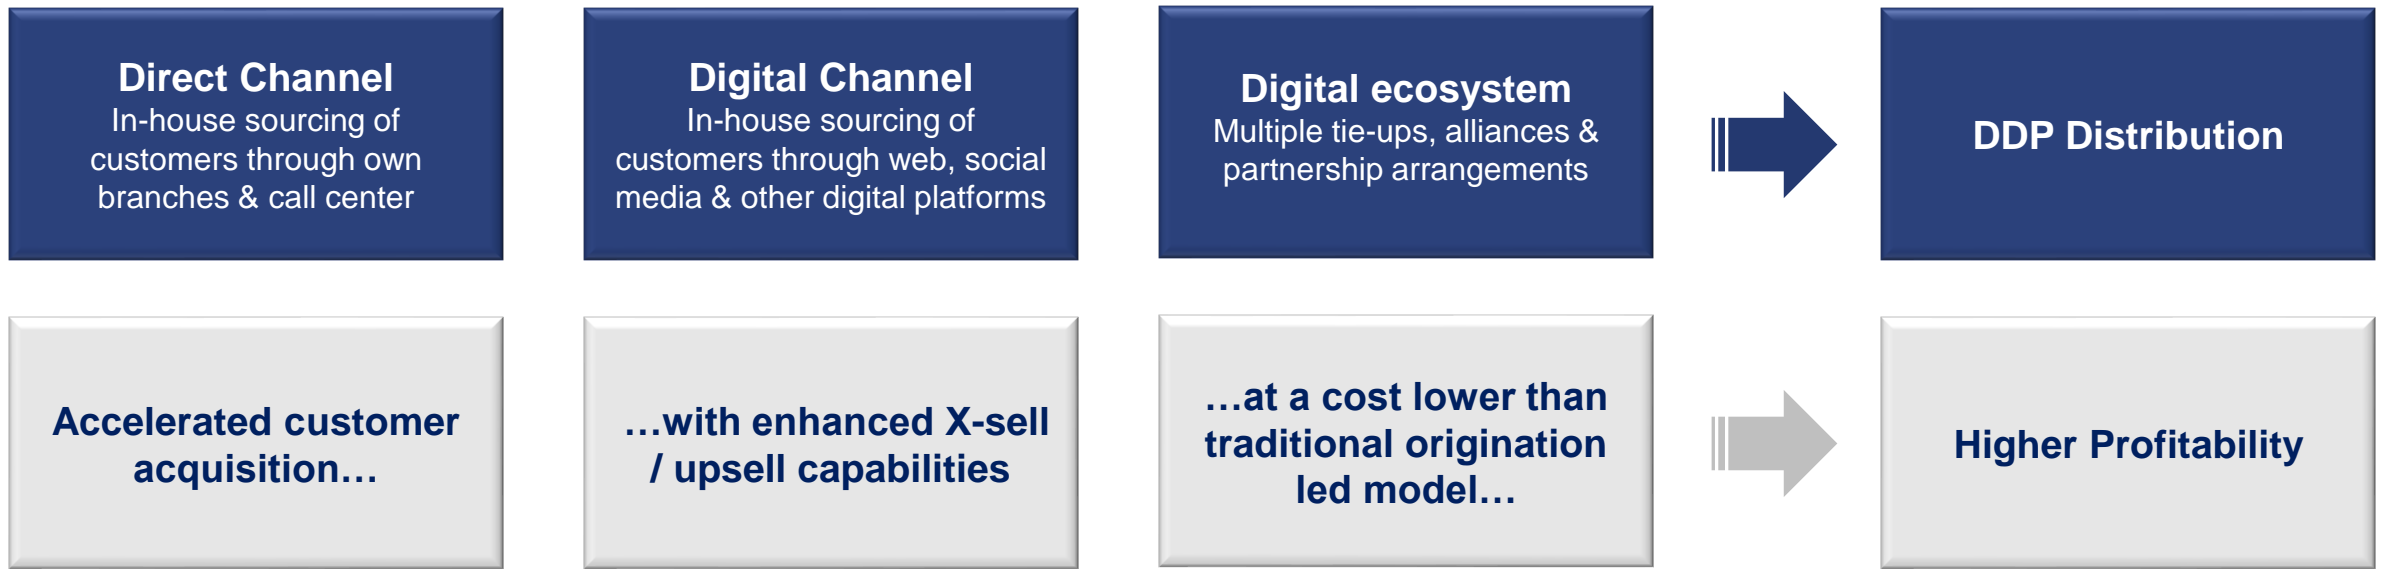 Direct Channel
In-house sourcing of
customers through own
branches & call center
Digital Channel
In-house sourcing of
customers through web, social
media & other digital platforms
Digital ecosystem
Multiple tie-ups, alliances &
partnership arrangements
DDP Distribution
Accelerated customer
acquisition…
…with enhanced X-sell
/ upsell capabilities
…at a cost lower than
traditional origination
led model…
Higher Profitability